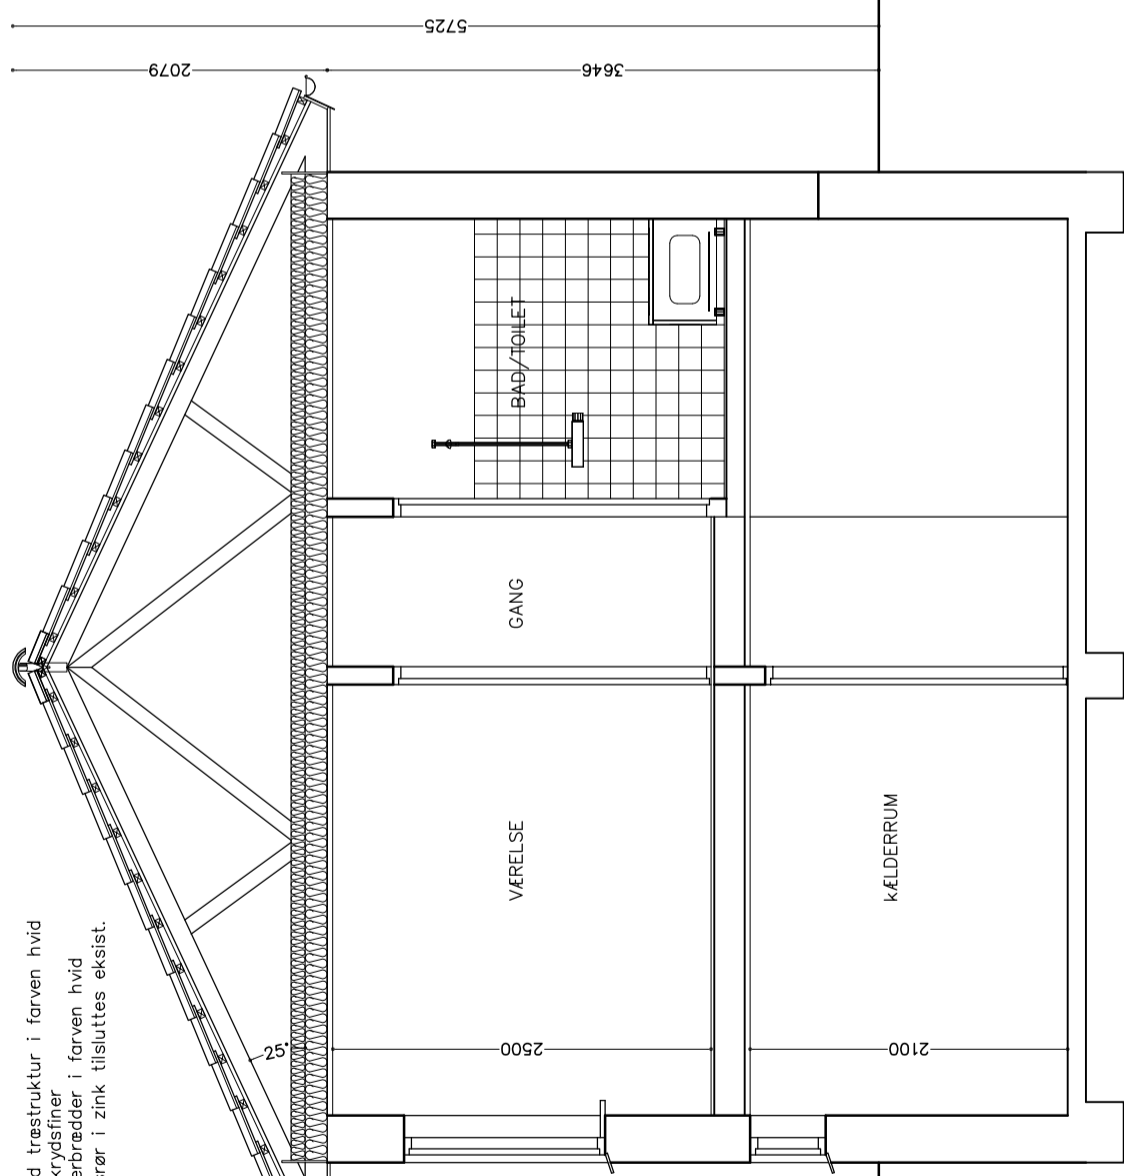 5725
2079
3646
d træstruktur i farven hvid
krydsfiner
erbrædder i farven hvid
srør i zink tilsluttes eksist.
25°
BAD/TOILET
GANG
VÆRELSE
kÆLDERRUM
2500
2100